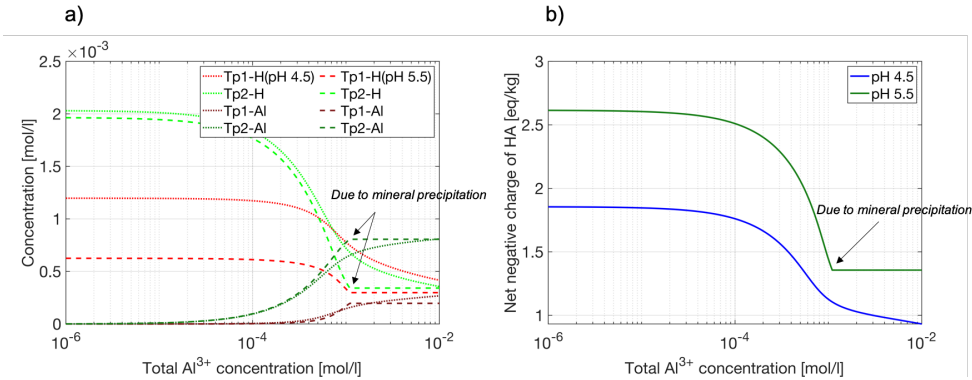 a)
×10⁻³
2.5
2
1.5
1
0.5
0
Concentration [mol/l]
Tp1-H(pH 4.5)
Tp2-H
Tp1-Al
Tp2-Al
Tp1-H(pH 5.5)
Tp2-H
Tp1-Al
Tp2-Al
Due to mineral precipitation
10⁻⁶
10⁻⁴
10⁻²
Total Al³⁺ concentration [mol/l]
b)
3
2.5
2
1.5
1
Net negative charge of HA [eq/kg]
pH 4.5
pH 5.5
Due to mineral precipitation
10⁻⁶
10⁻⁴
10⁻²
Total Al³⁺ concentration [mol/l]